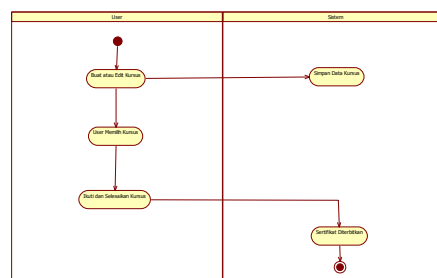 User
Sistem
Buat atau Edit Kursus
Simpan Data Kursus
User Memilih Kursus
Ikuti dan Selesaikan Kursus
Sertifikat Diterbitkan